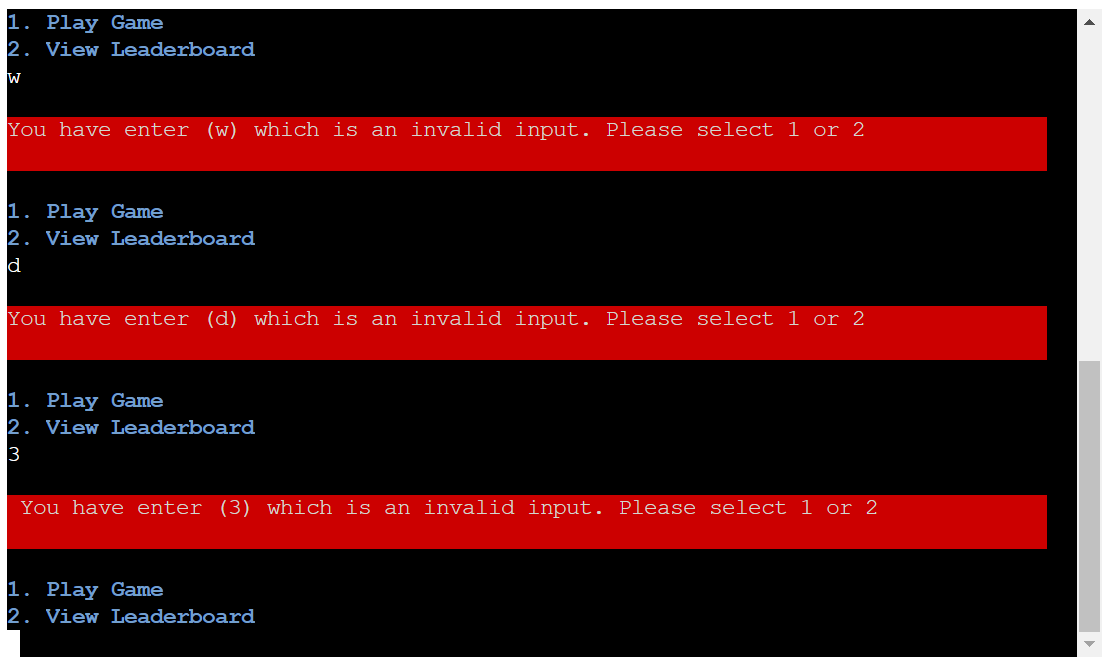 1. Play Game
2. View Leaderboard
w
You have enter (w) which is an invalid input. Please select 1 or 2
1. Play Game
2. View Leaderboard
d
You have enter (d) which is an invalid input. Please select 1 or 2
1. Play Game
2. View Leaderboard
3
You have enter (3) which is an invalid input. Please select 1 or 2
1. Play Game
2. View Leaderboard